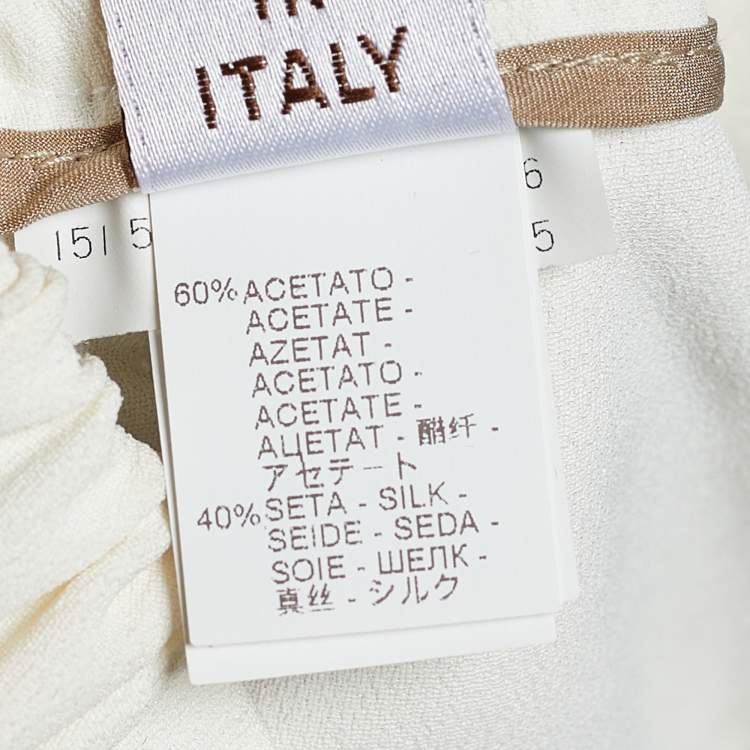 IN
ITALY
6
151 5
5
60% ACETATO -
ACETATE -
AZETAT -
ACETATO -
ACETATE -
АЦЕТАТ - 醋纤 -
アセテート
40% SETA - SILK -
SEIDE - SEDA -
SOIE - ШЕЛК -
真丝 - シルク